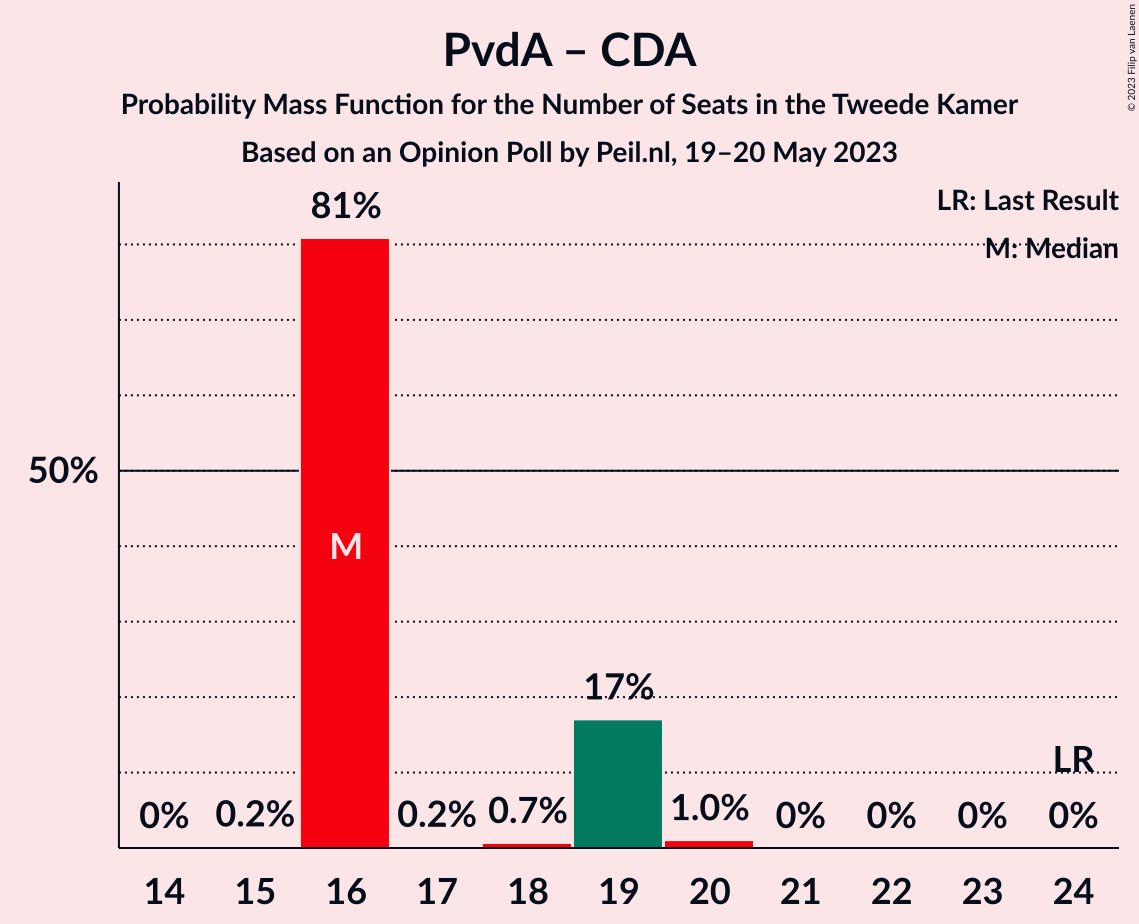 PvdA – CDA
Probability Mass Function for the Number of Seats in the Tweede Kamer
Based on an Opinion Poll by Peil.nl, 19–20 May 2023
© 2023 Filip van Laenen
LR: Last Result
M: Median
50%
81%
M
17%
LR
0% 0.2% 0.2% 0.7% 1.0% 0% 0% 0% 0%
14 15 16 17 18 19 20 21 22 23 24